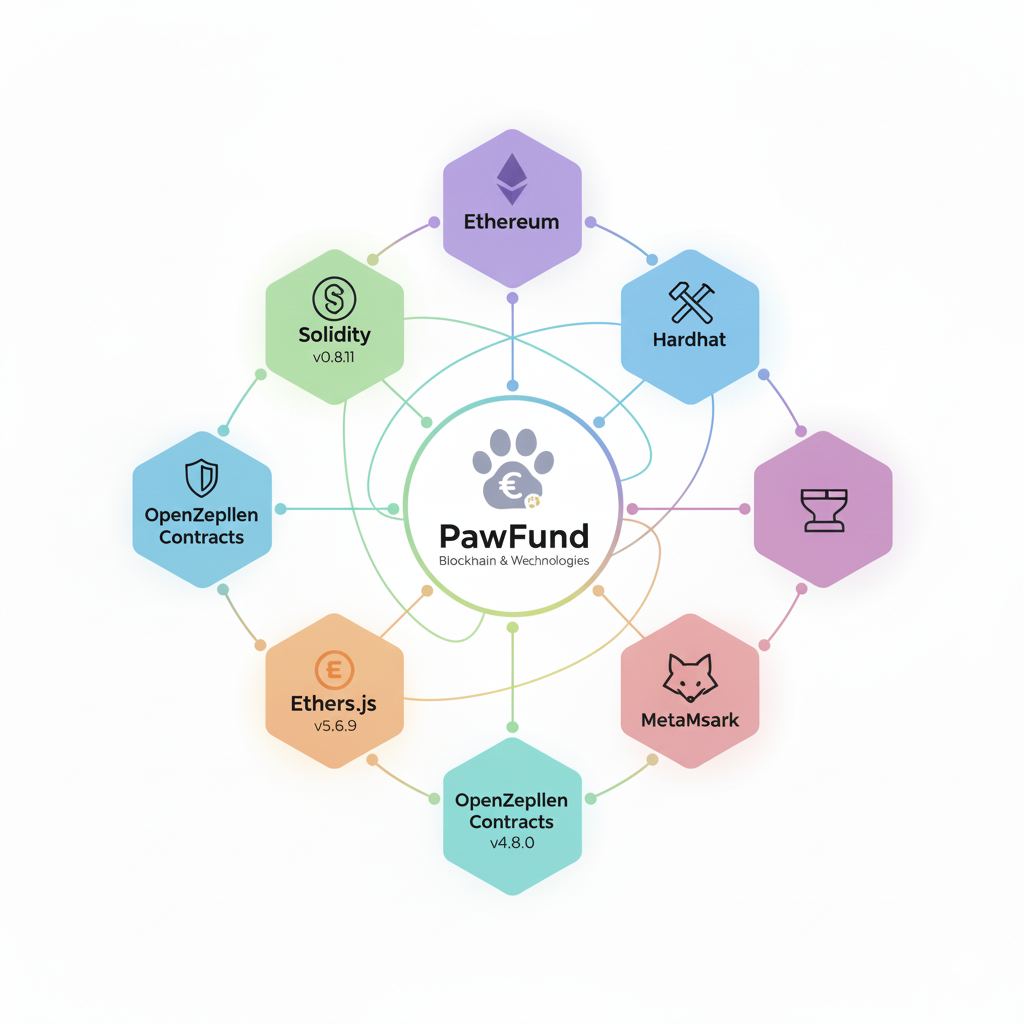 Ethereum
Solidity
v0.8.11
Hardhat
OpenZepllen
Contracts
€
PawFund
Blockhain & Wechnologies
Ethers.js
v5.6.9
MetaMsark
OpenZepllen
Contracts
v4.8.0